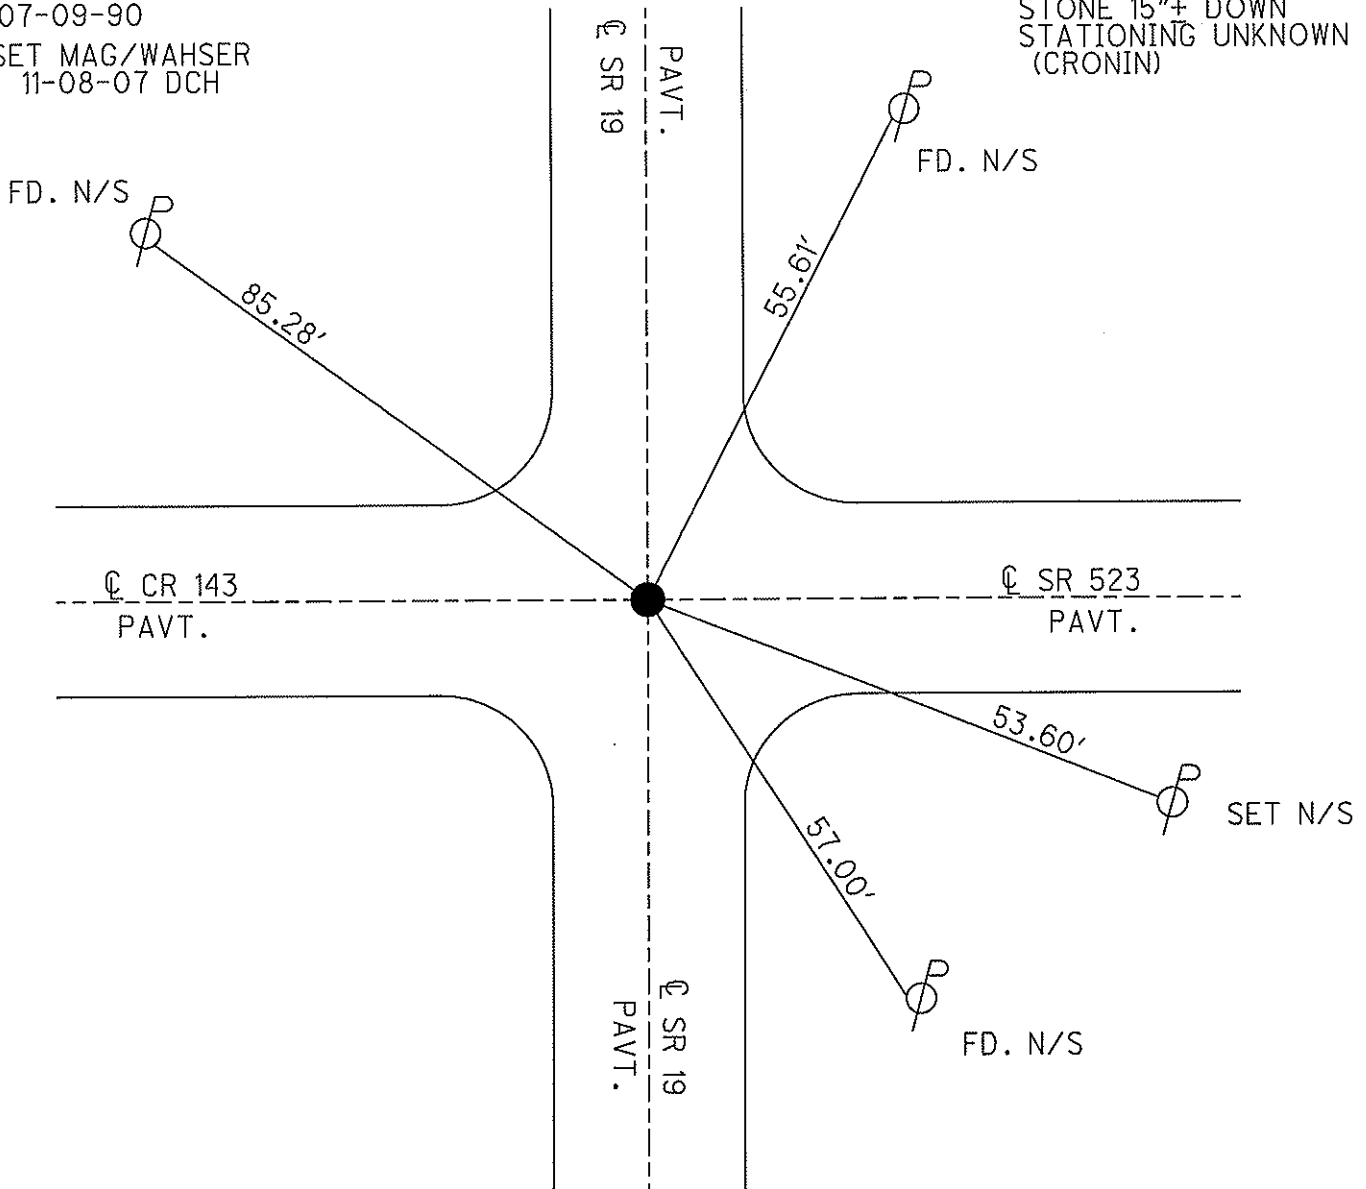 07-09-90
SET MAG/WAHSER
11-08-07 DCH
STONE 15"± DOWN
STATIONING UNKNOWN
(CRONIN)
℄ SR 19
PAVT.
P
FD. N/S
FD. N/S
P
85.28'
55.61'
℄ CR 143
PAVT.
℄ SR 523
PAVT.
53.60'
P
SET N/S
57.00'
P
FD. N/S
℄ SR 19
PAVT.